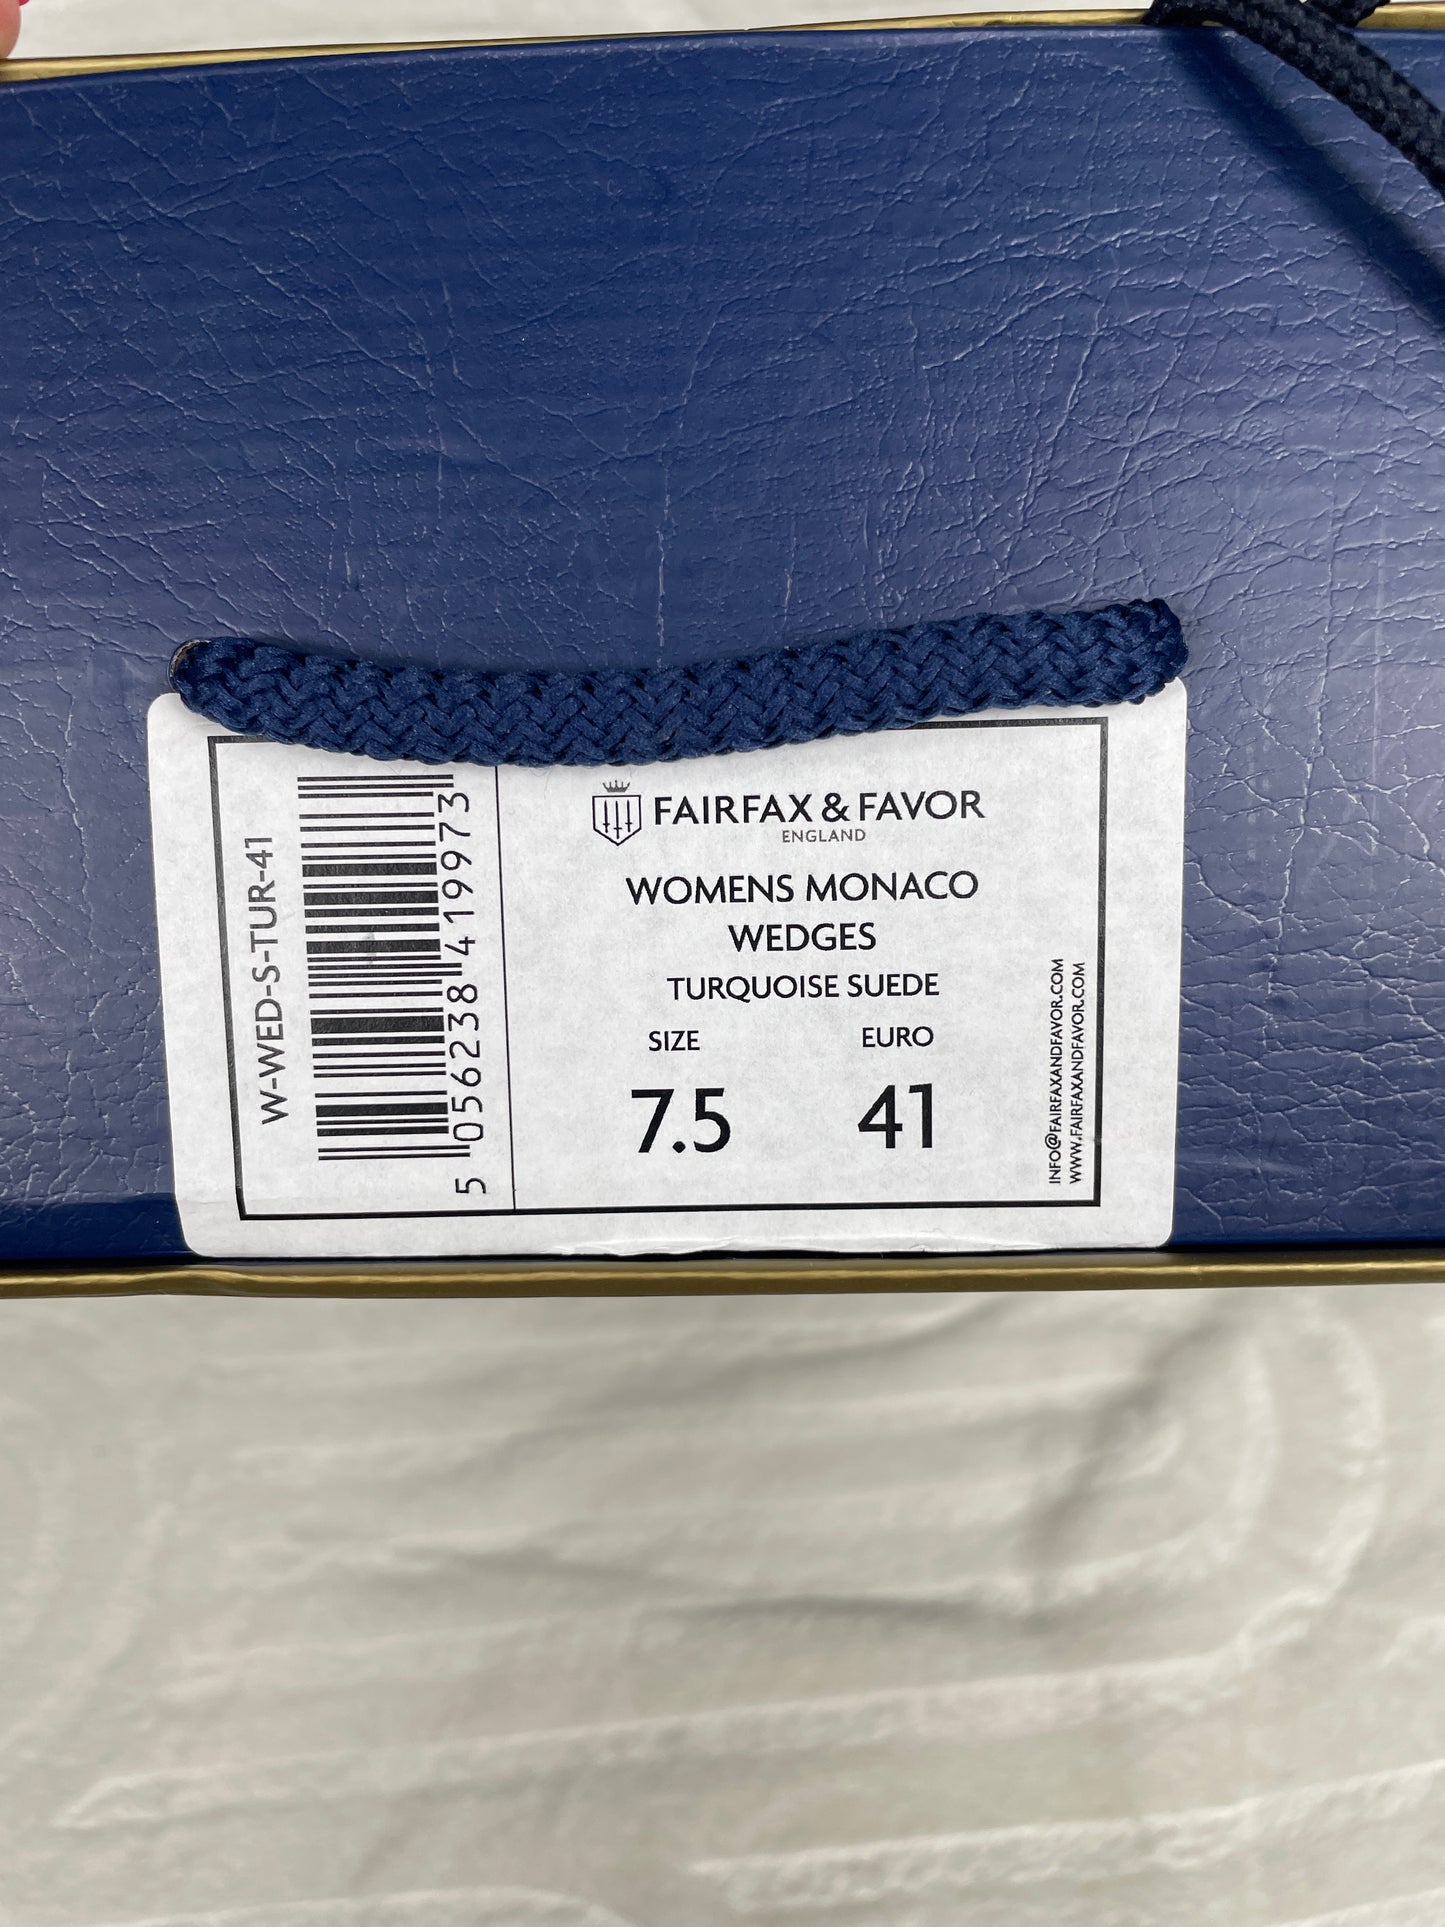 W-WED-S-TUR-41
5 056238 419973
FAIRFAX & FAVOR
ENGLAND
WOMENS MONACO
WEDGES
TURQUOISE SUEDE
SIZE EURO
7.5 41
INFO@FAIRFAXANDFAVOR.COM
WWW.FAIRFAXANDFAVOR.COM